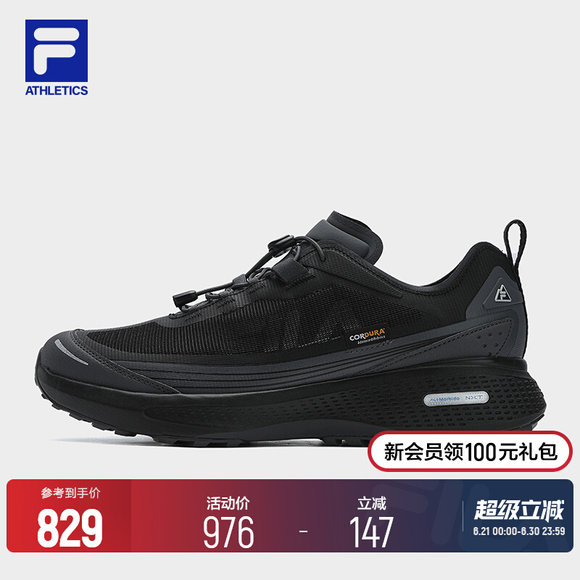 F
ATHLETICS
CORDURA
新会员领100元礼包
参考到手价
829
活动价
976
-
立减
147
超级立减
6.21 00:00-6.30 23:59